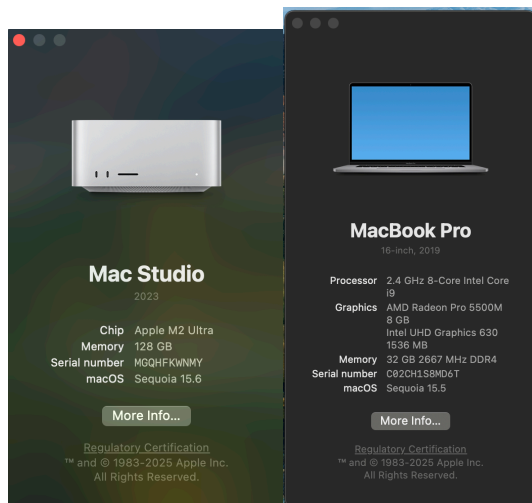 Mac Studio
2023
Chip Apple M2 Ultra
Memory 128 GB
Serial number MGQHFKWNMY
macOS Sequoia 15.6
More Info...
Regulatory Certification
™ and © 1983-2025 Apple Inc.
All Rights Reserved.
MacBook Pro
16-inch, 2019
Processor 2.4 GHz 8-Core Intel Core
i9
Graphics AMD Radeon Pro 5500M
8 GB
Intel UHD Graphics 630
1536 MB
Memory 32 GB 2667 MHz DDR4
Serial number C02CH1S8MD6T
macOS Sequoia 15.5
More Info...
Regulatory Certification
™ and © 1983-2025 Apple Inc.
All Rights Reserved.